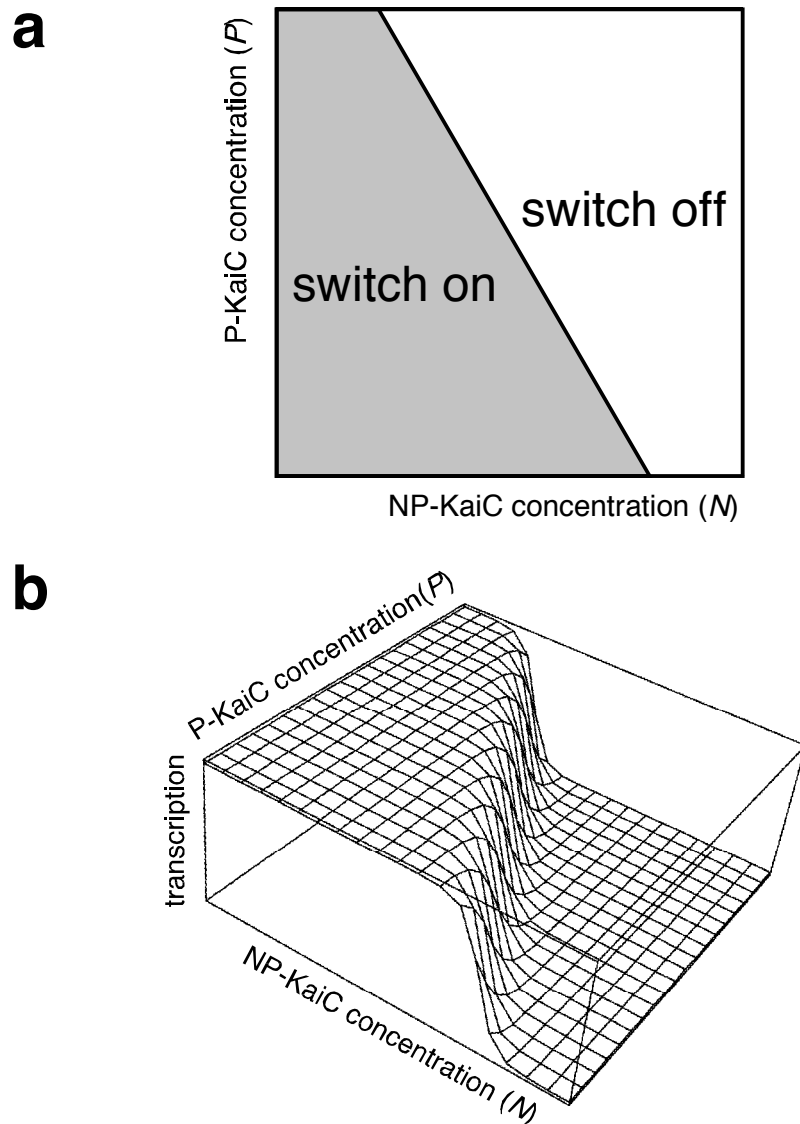 a
P-KaiC concentration (P)
switch off
switch on
NP-KaiC concentration (N)
b
P-KaiC concentration(P)
transcription
NP-KaiC concentration (N)